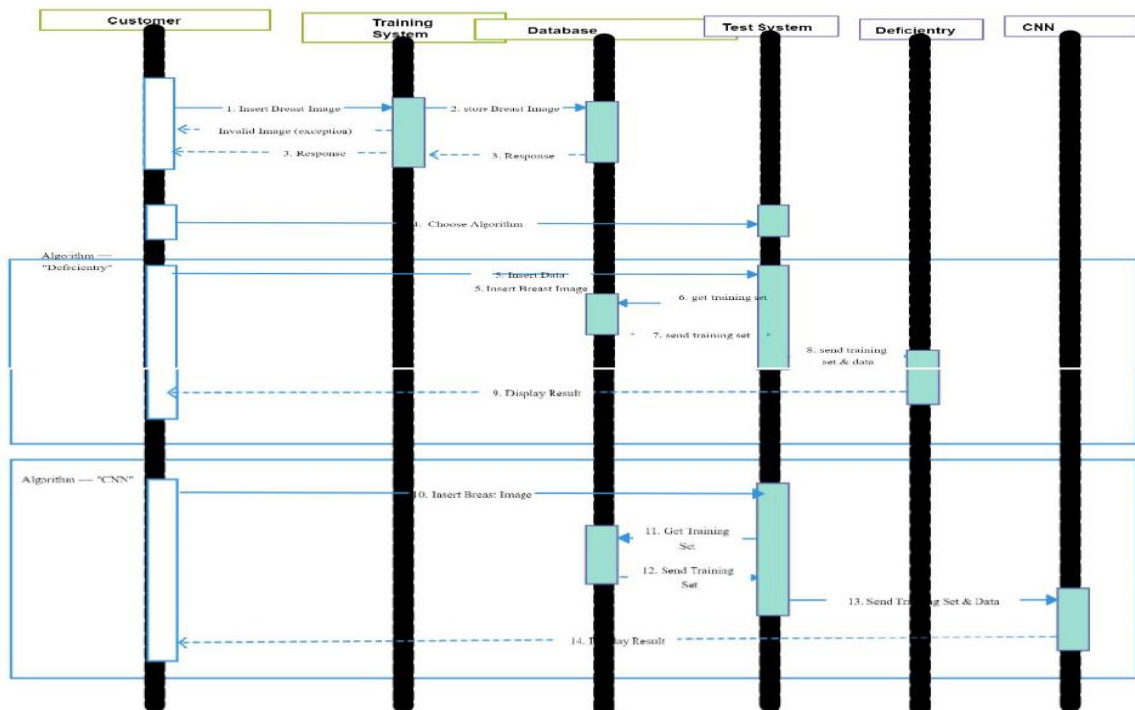 Customer
Training
System
Database
Test System
Deficientry
CNN
1. Insert Breast Image
2. store Breast Image
Invalid Image (exception)
3. Response
3. Response
4. Choose Algorithm
Algorithm —
"Defecientry"
5. Insert Data
5. Insert Breast Image
6. get training set
7. send training set
8. send training
set & data
9. Display Result
Algorithm — "CNN"
10. Insert Breast Image
11. Get Training
Set
12. Send Training
Set
13. Send Training Set & Data
14. Display Result